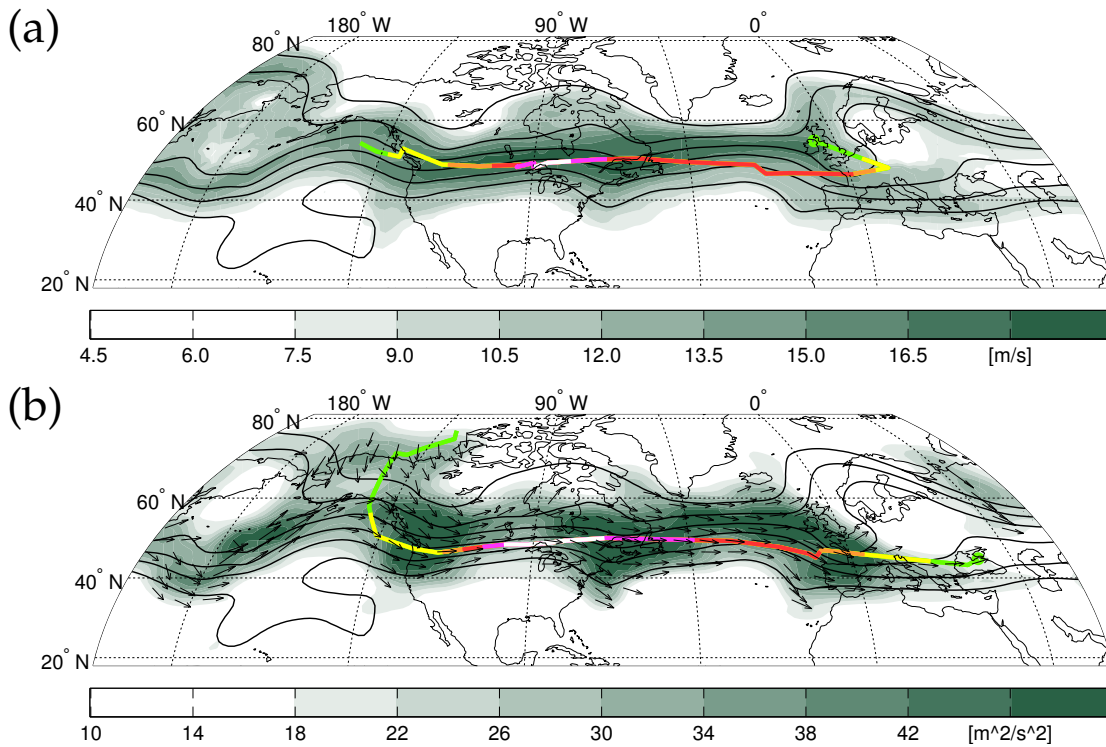 (a)
180° W 90° W 0°
80° N
60° N
40° N
20° N
4.5 6.0 7.5 9.0 10.5 12.0 13.5 15.0 16.5 [m/s]
(b)
180° W 90° W 0°
80° N
60° N
40° N
20° N
10 14 18 22 26 30 34 38 42 [m^2/s^2]